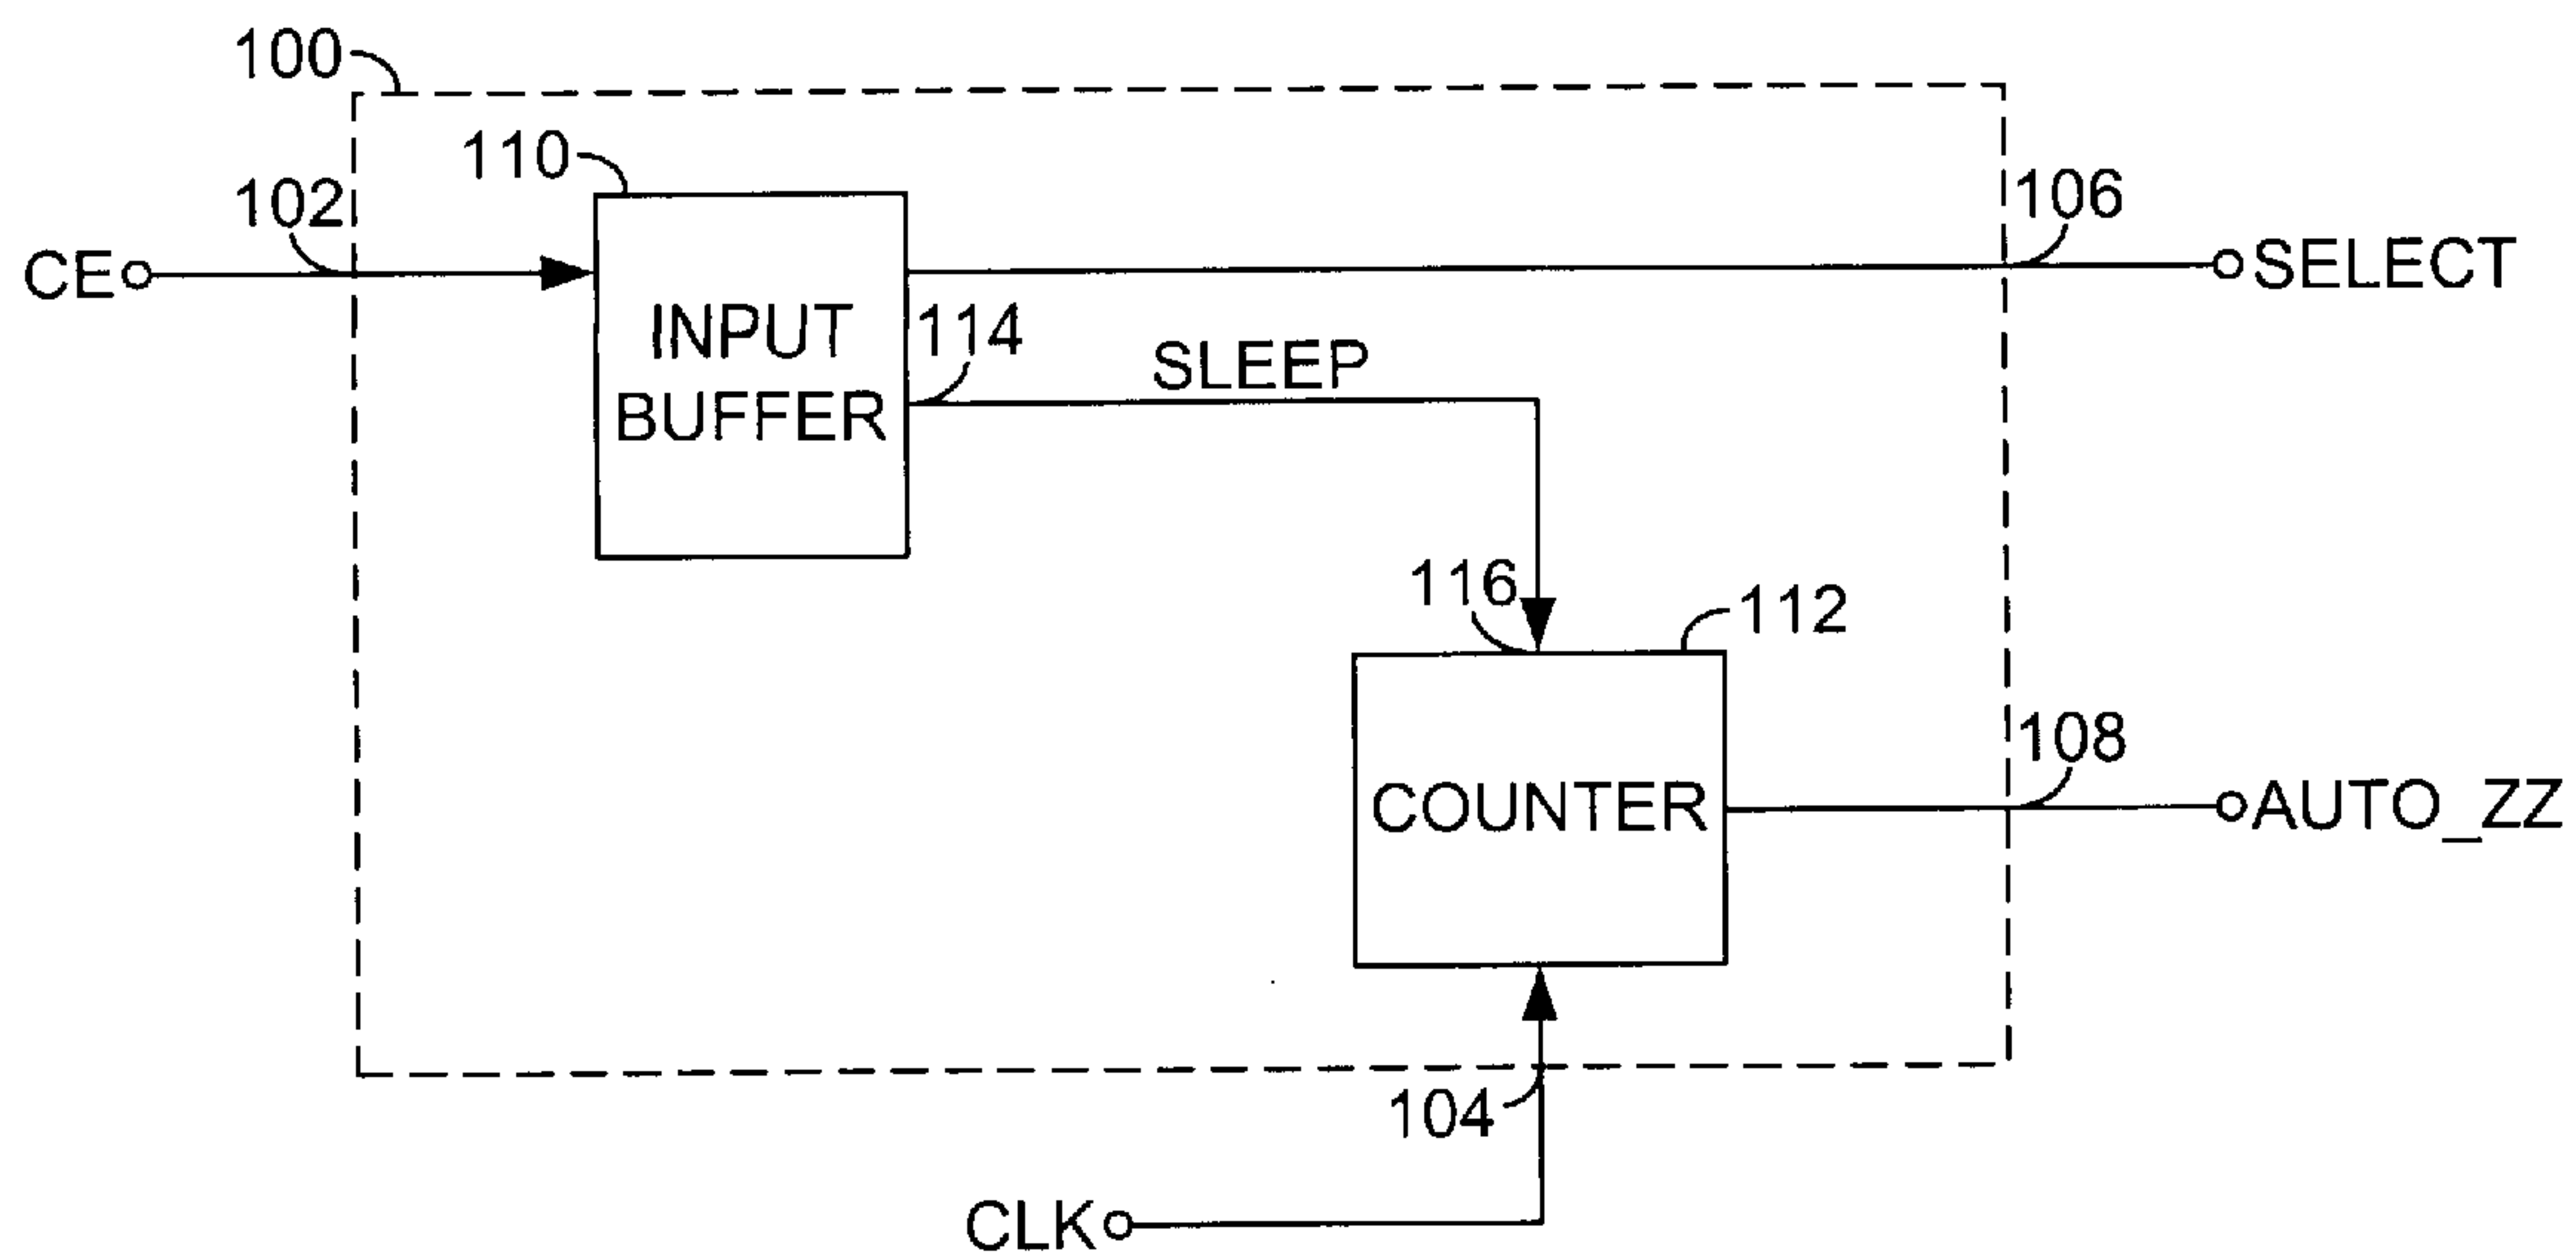 100
110
102
106
CE
SELECT
INPUT
BUFFER
114
SLEEP
116
112
108
COUNTER
AUTO_ZZ
104
CLK